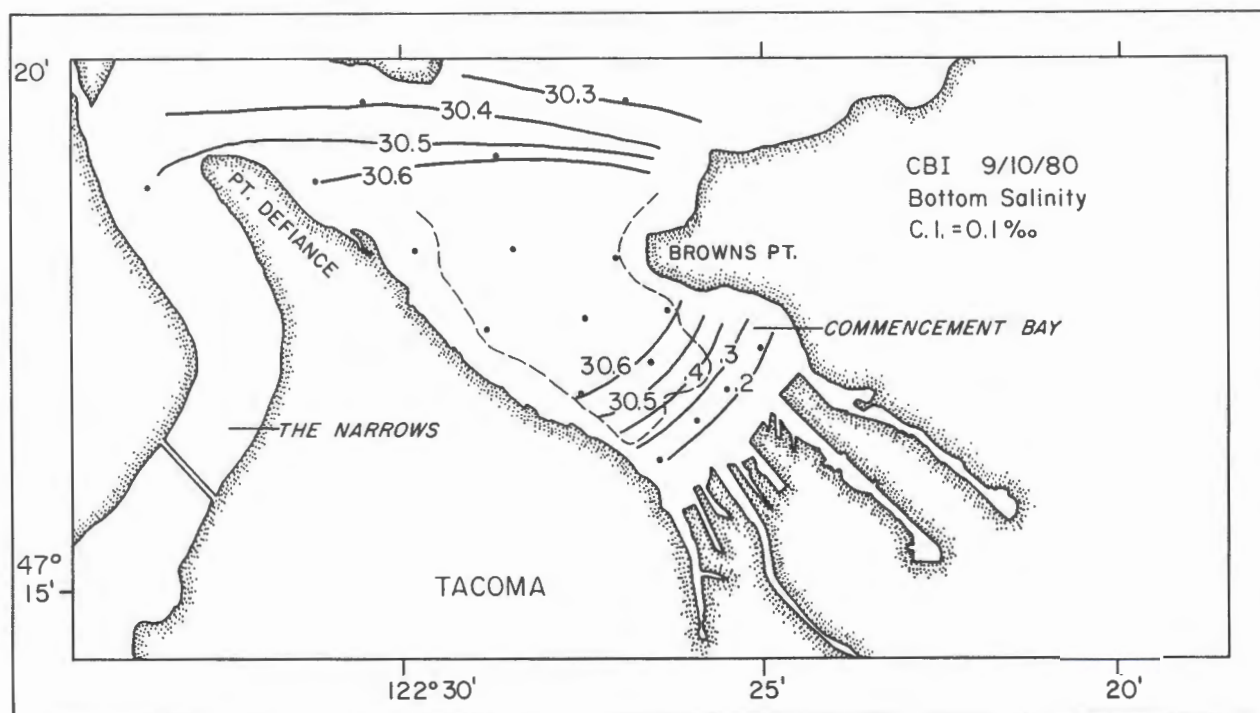 20'
30.3
30.4
30.5
30.6
PT. DEFIANCE
CBI 9/10/80
Bottom Salinity
C.I. = 0.1 ‰
BROWNS PT.
COMMENCEMENT BAY
30.6
.3
.4
.2
30.5
THE NARROWS
TACOMA
47°
15'
122° 30'
25'
20'